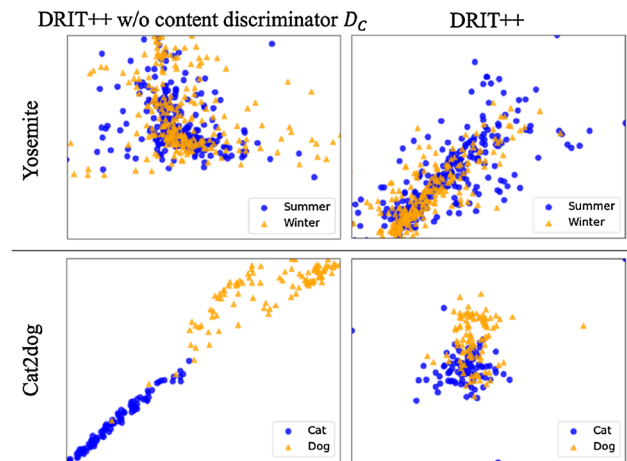 DRIT++ w/o content discriminator D_C
DRIT++
Yosemite
Summer
Winter
Summer
Winter
Cat2dog
Cat
Dog
Cat
Dog